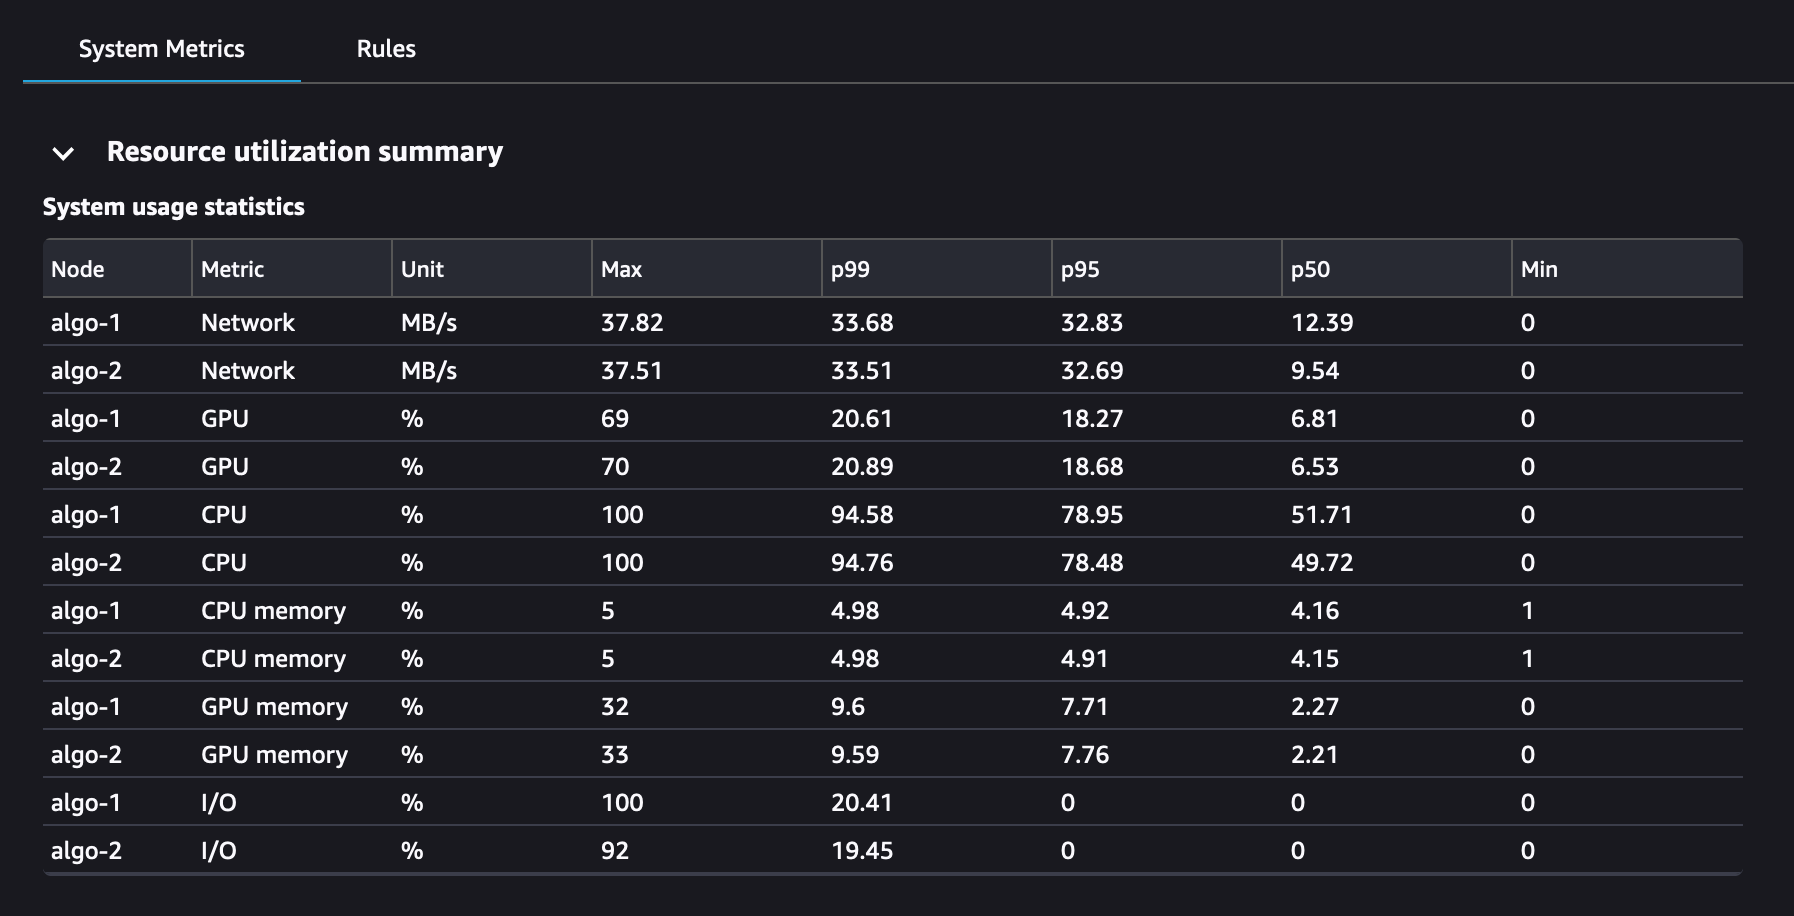 System Metrics Rules
Resource utilization summary
System usage statistics
Node Metric Unit Max p99 p95 p50 Min
algo-1 Network MB/s 37.82 33.68 32.83 12.39 0
algo-2 Network MB/s 37.51 33.51 32.69 9.54 0
algo-1 GPU % 69 20.61 18.27 6.81 0
algo-2 GPU % 70 20.89 18.68 6.53 0
algo-1 CPU % 100 94.58 78.95 51.71 0
algo-2 CPU % 100 94.76 78.48 49.72 0
algo-1 CPU memory % 5 4.98 4.92 4.16 1
algo-2 CPU memory % 5 4.98 4.91 4.15 1
algo-1 GPU memory % 32 9.6 7.71 2.27 0
algo-2 GPU memory % 33 9.59 7.76 2.21 0
algo-1 I/O % 100 20.41 0 0 0
algo-2 I/O % 92 19.45 0 0 0